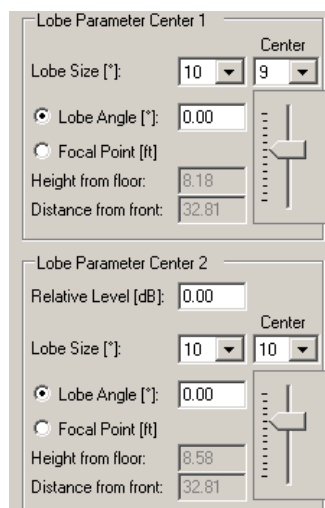 Lobe Parameter Center 1
Center
Lobe Size [°]: 10 9
Lobe Angle [°]: 0.00
Focal Point [ft]
Height from floor: 8.18
Distance from front: 32.81
Lobe Parameter Center 2
Relative Level [dB]: 0.00
Center
Lobe Size [°]: 10 10
Lobe Angle [°]: 0.00
Focal Point [ft]
Height from floor: 8.58
Distance from front: 32.81